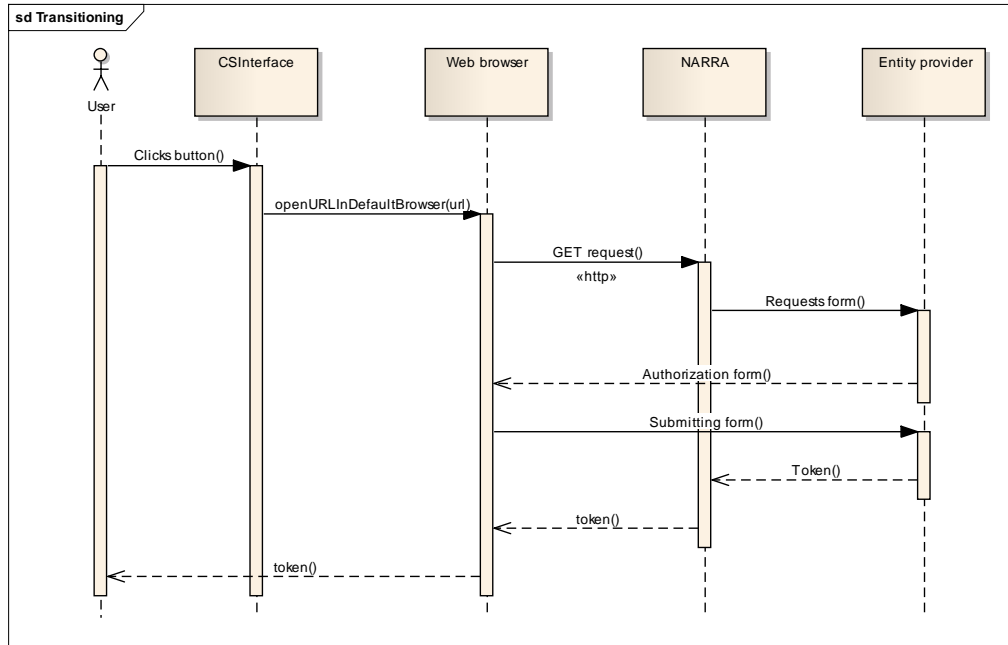 sd Transitioning
User
CSInterface
Web browser
NARRA
Entity provider
Clicks button()
openURLInDefaultBrowser(url)
GET request()
«http»
Requests form()
Authorization form()
Submitting form()
Token()
token()
token()